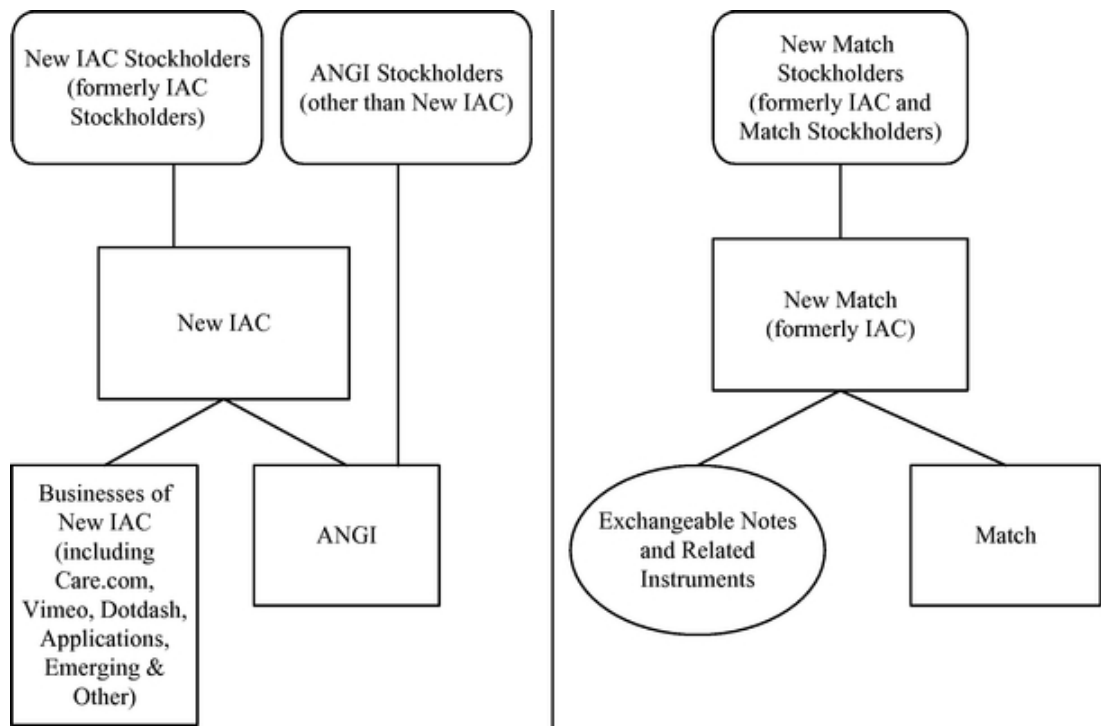 New IAC Stockholders
(formerly IAC
Stockholders)
ANGI Stockholders
(other than New IAC)
New IAC
Businesses of
New IAC
(including
Care.com,
Vimeo, Dotdash,
Applications,
Emerging &
Other)
ANGI
New Match
Stockholders
(formerly IAC and
Match Stockholders)
New Match
(formerly IAC)
Exchangeable Notes
and Related
Instruments
Match